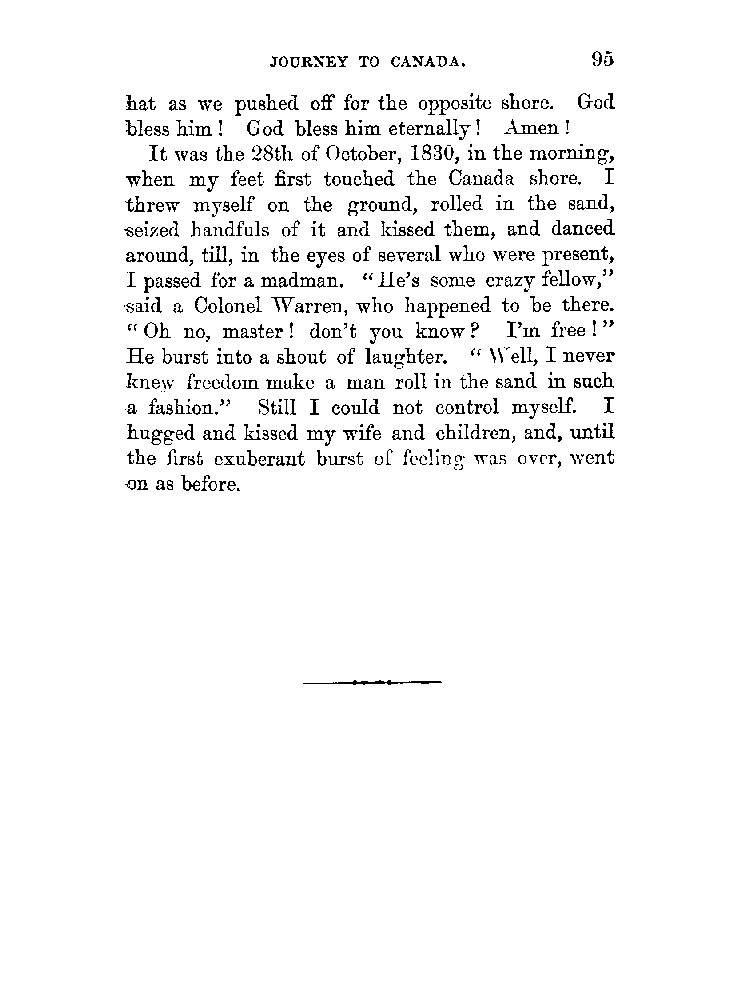 JOURNEY TO CANADA. 95
hat as we pushed off for the opposite shore. God
bless him! God bless him eternally! Amen!
It was the 28th of October, 1830, in the morning,
when my feet first touched the Canada shore. I
threw myself on the ground, rolled in the sand,
seized handfuls of it and kissed them, and danced
around, till, in the eyes of several who were present,
I passed for a madman. "He's some crazy fellow,"
said a Colonel Warren, who happened to be there.
"Oh no, master! don't you know? I'm free!"
He burst into a shout of laughter. "Well, I never
knew freedom make a man roll in the sand in such
a fashion." Still I could not control myself. I
hugged and kissed my wife and children, and, until
the first exuberant burst of feeling was over, went
on as before.